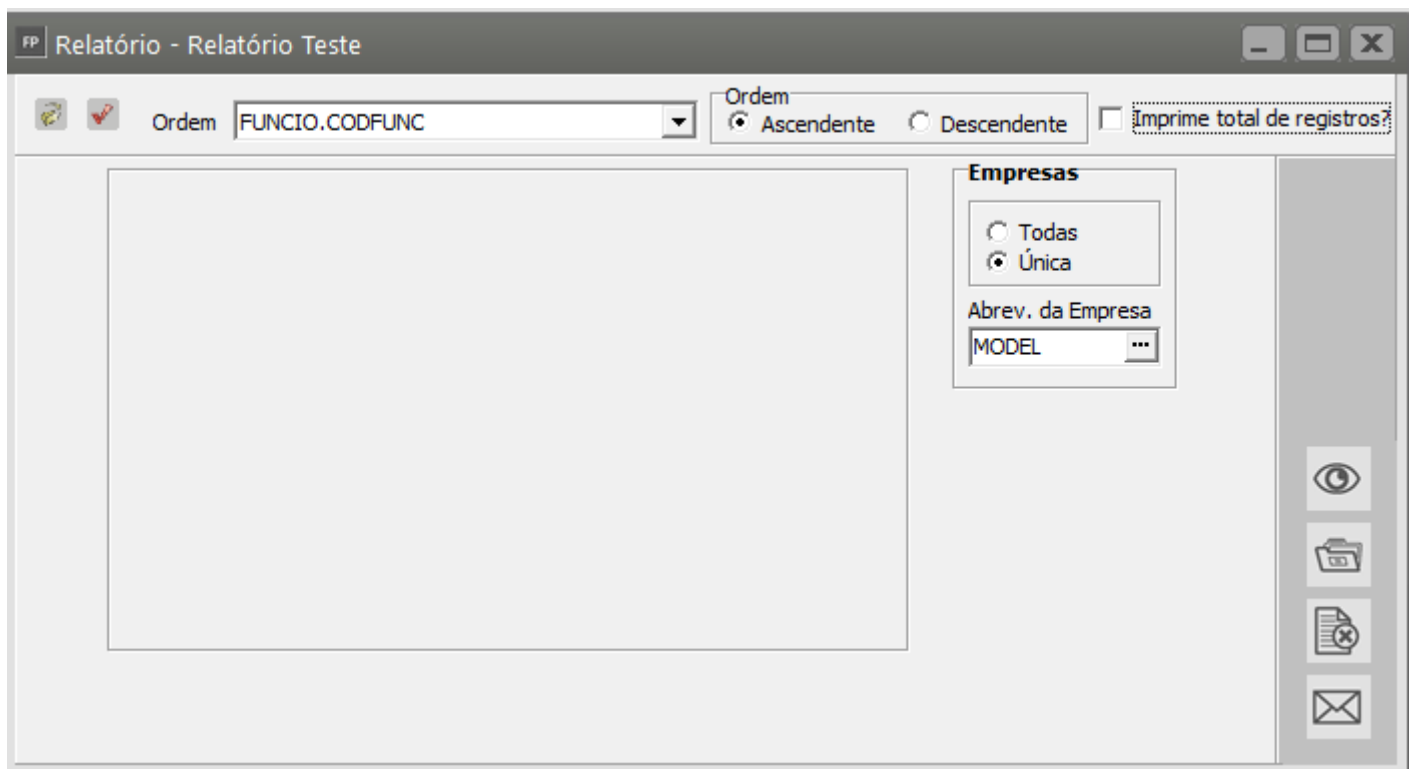 FP Relatório - Relatório Teste
Ordem
Ordem FUNCIO.CODFUNC Ascendente Descendente Imprime total de registros?
Empresas
Todas
Única
Abrev. da Empresa
MODEL ...